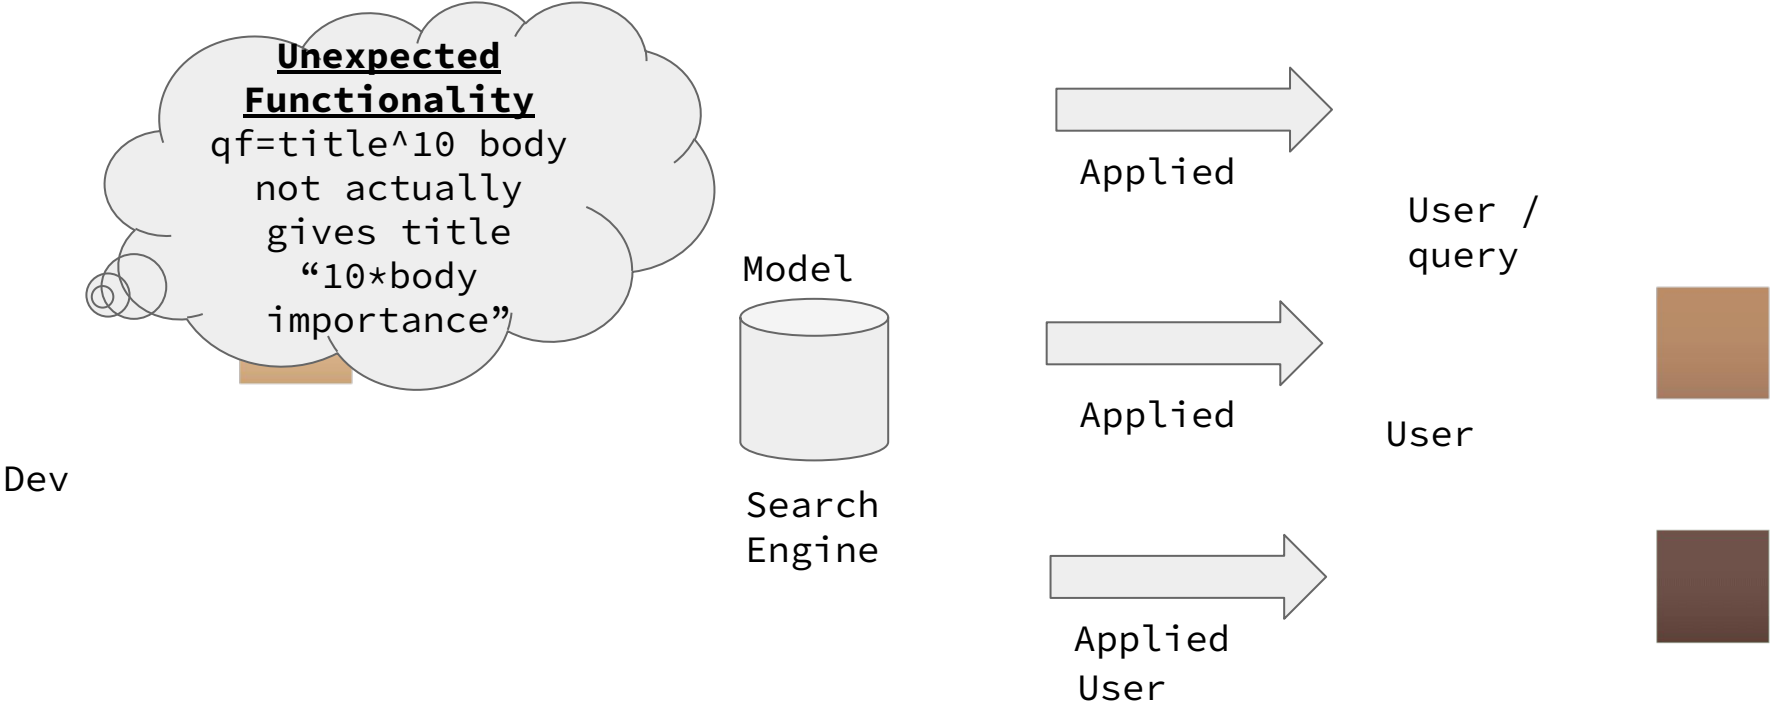 Unexpected
Functionality
qf=title^10 body
not actually
gives title
“10*body
importance”
Dev
Model
Search
Engine
Applied
User /
query
Applied
User
Applied
User